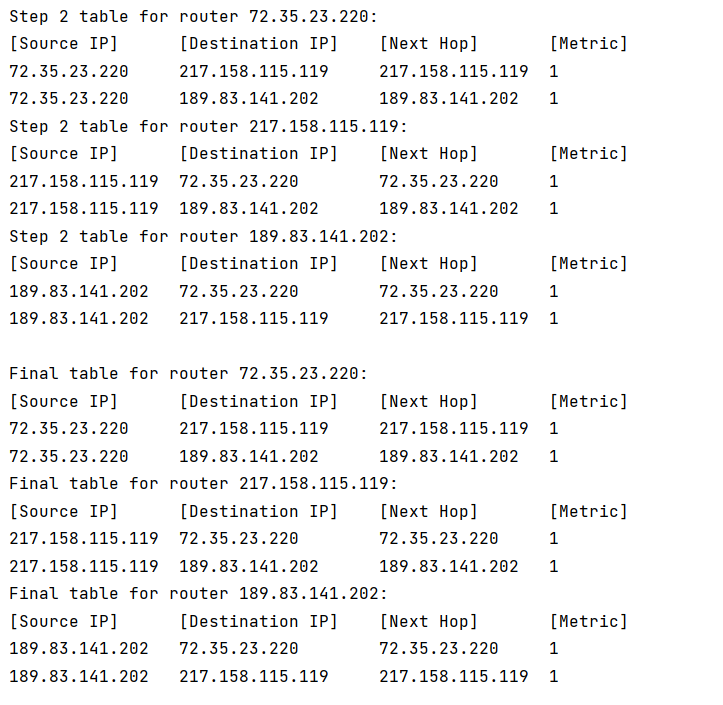 Step 2 table for router 72.35.23.220:
[Source IP]      [Destination IP]    [Next Hop]       [Metric]
72.35.23.220     217.158.115.119     217.158.115.119  1
72.35.23.220     189.83.141.202      189.83.141.202   1
Step 2 table for router 217.158.115.119:
[Source IP]      [Destination IP]    [Next Hop]       [Metric]
217.158.115.119  72.35.23.220        72.35.23.220     1
217.158.115.119  189.83.141.202      189.83.141.202   1
Step 2 table for router 189.83.141.202:
[Source IP]      [Destination IP]    [Next Hop]       [Metric]
189.83.141.202   72.35.23.220        72.35.23.220     1
189.83.141.202   217.158.115.119     217.158.115.119  1

Final table for router 72.35.23.220:
[Source IP]      [Destination IP]    [Next Hop]       [Metric]
72.35.23.220     217.158.115.119     217.158.115.119  1
72.35.23.220     189.83.141.202      189.83.141.202   1
Final table for router 217.158.115.119:
[Source IP]      [Destination IP]    [Next Hop]       [Metric]
217.158.115.119  72.35.23.220        72.35.23.220     1
217.158.115.119  189.83.141.202      189.83.141.202   1
Final table for router 189.83.141.202:
[Source IP]      [Destination IP]    [Next Hop]       [Metric]
189.83.141.202   72.35.23.220        72.35.23.220     1
189.83.141.202   217.158.115.119     217.158.115.119  1